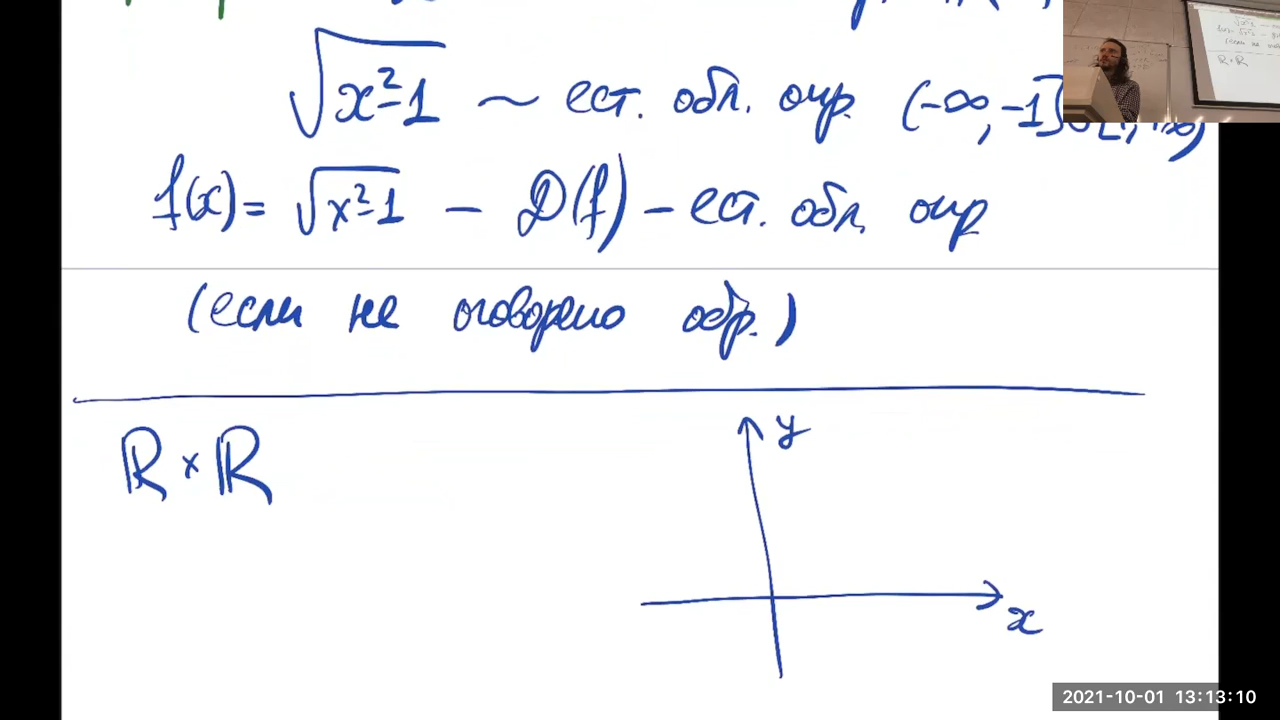 √(x²-1) ~ ест. обл. опр. (-∞, -1]∪[1, +∞)
f(x) = √(x²-1) – D(f) – ест. обл. опр
(если не оговорено обр.)
ℝ × ℝ
y
x
2021-10-01 13:13:10